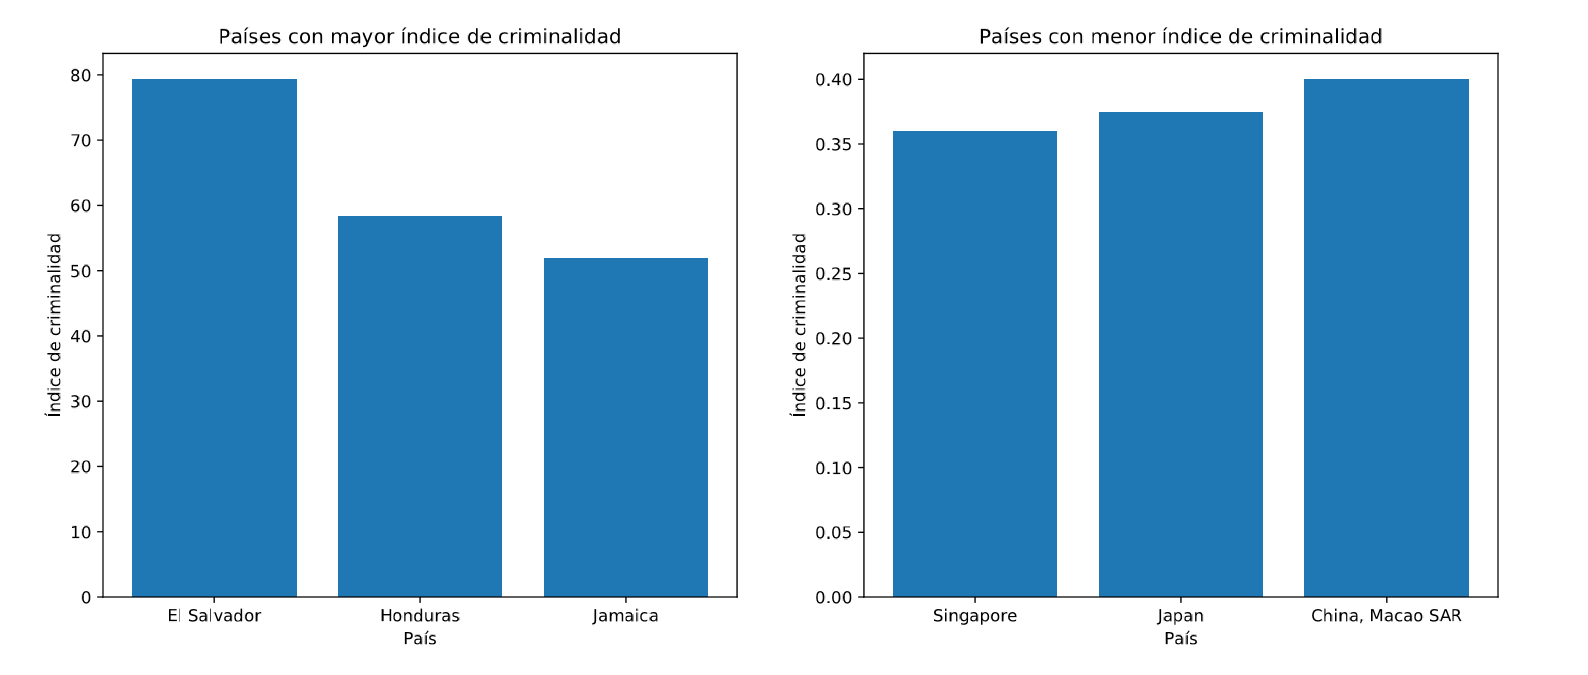 Países con mayor índice de criminalidad
80
70
60
50
40
30
20
10
0
Índice de criminalidad
El Salvador
Honduras
Jamaica
País
Países con menor índice de criminalidad
0.40
0.35
0.30
0.25
0.20
0.15
0.10
0.05
0.00
Índice de criminalidad
Singapore
Japan
China, Macao SAR
País